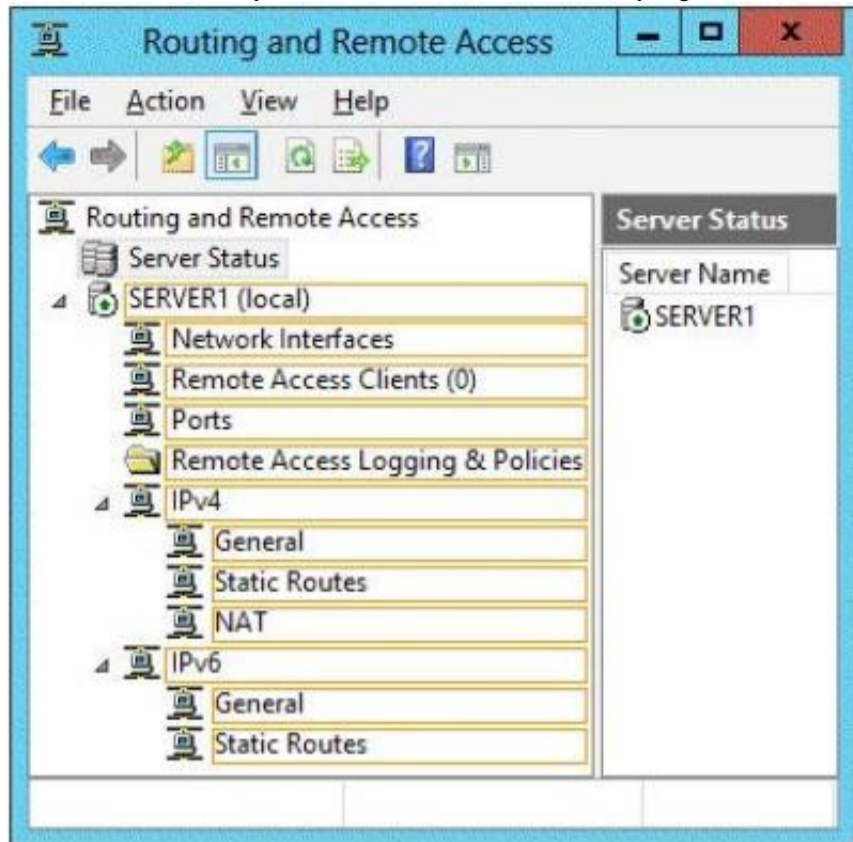 Routing and Remote Access
File Action View Help
Routing and Remote Access
Server Status
SERVER1 (local)
Network Interfaces
Remote Access Clients (0)
Ports
Remote Access Logging & Policies
IPv4
General
Static Routes
NAT
IPv6
General
Static Routes
Server Status
Server Name
SERVER1